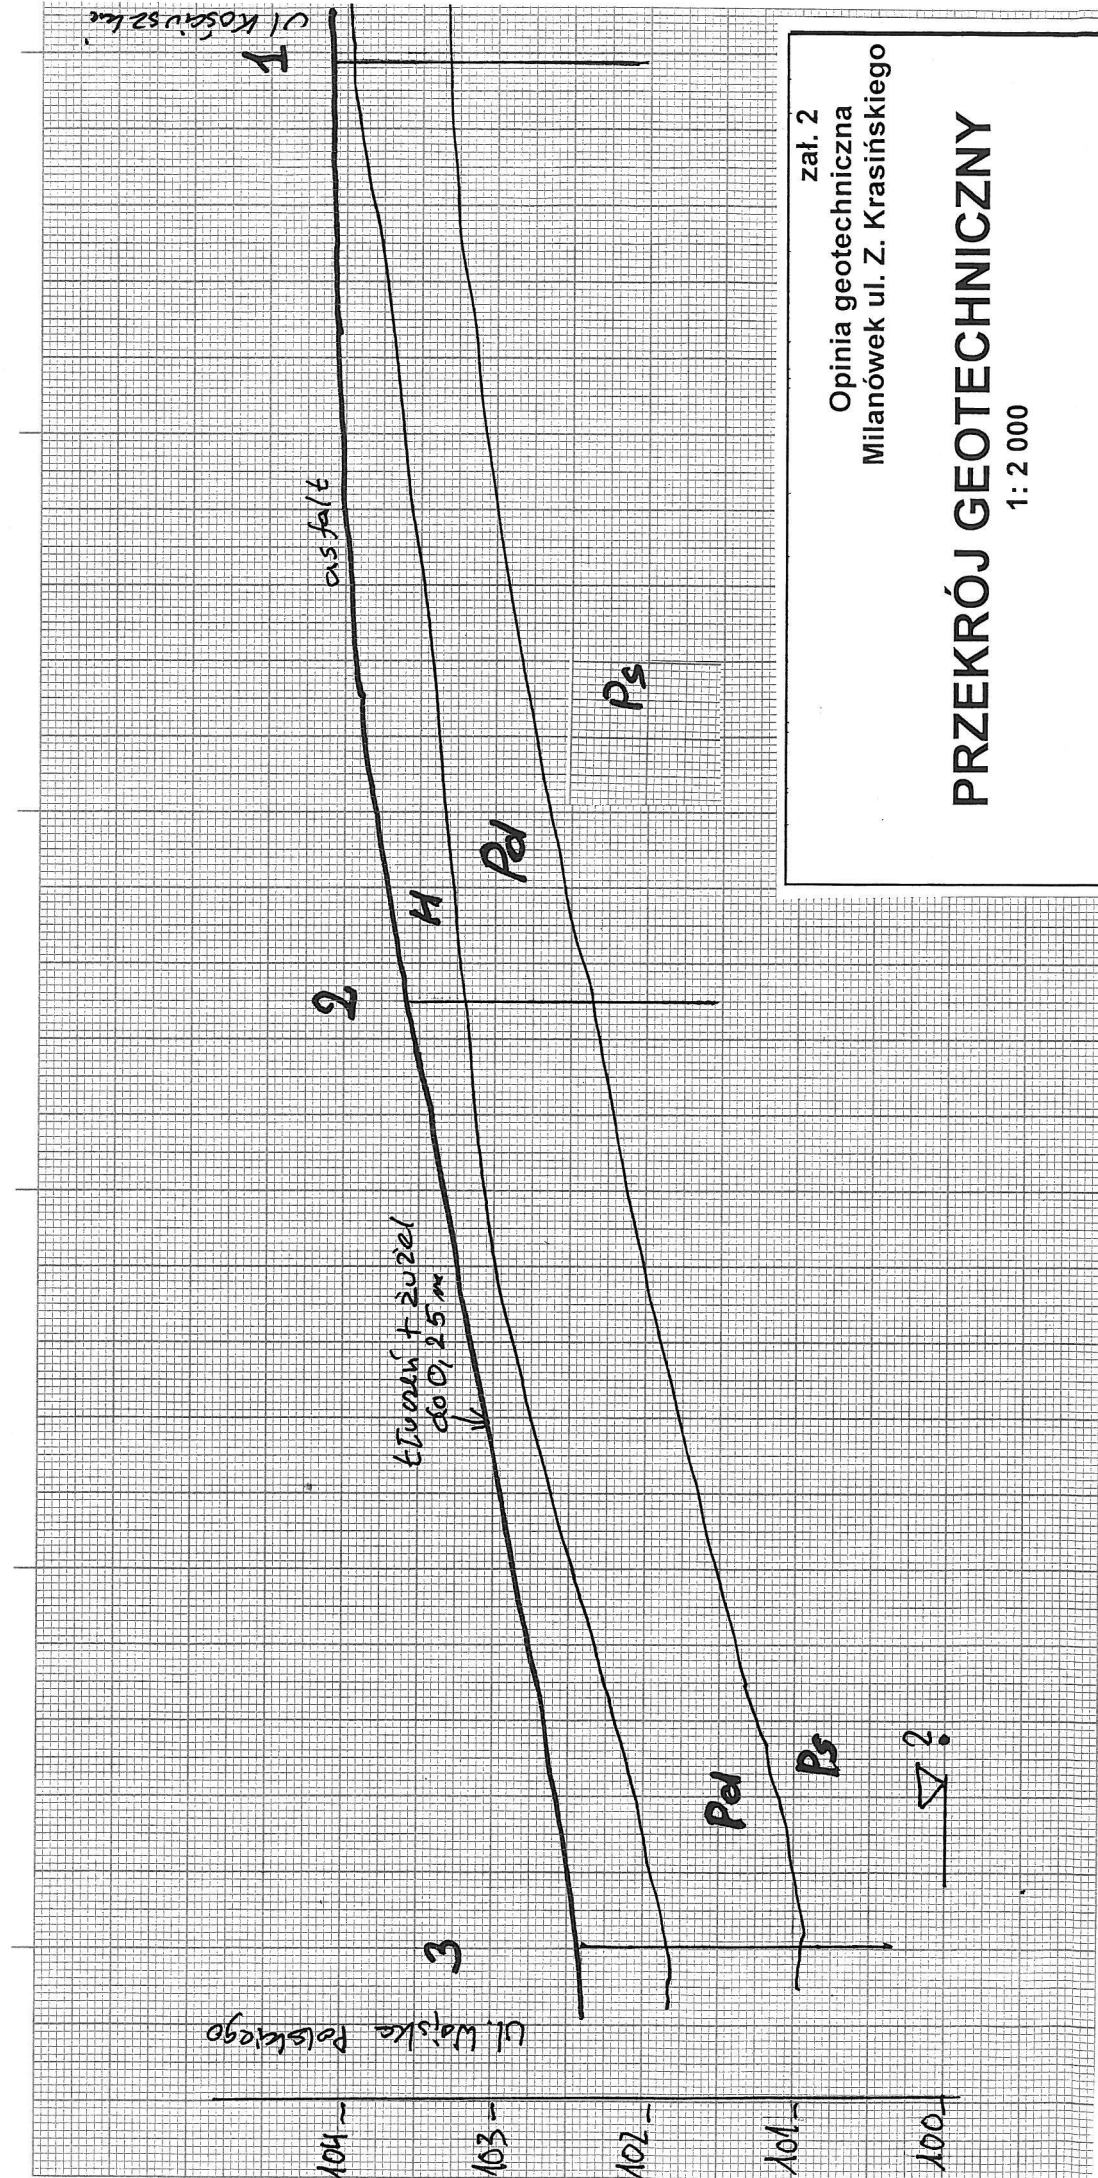 ul. Wojska Polskiego
Ul Kościuszki
3
2
1
asfalt
tłuczeń + żużel
do 0,25 m
H
Pd
Ps
Pd
Ps
?
104
103
102
101
100
zał. 2
Opinia geotechniczna
Milanówek ul. Z. Krasińskiego
PRZEKRÓJ GEOTECHNICZNY
1: 2 000